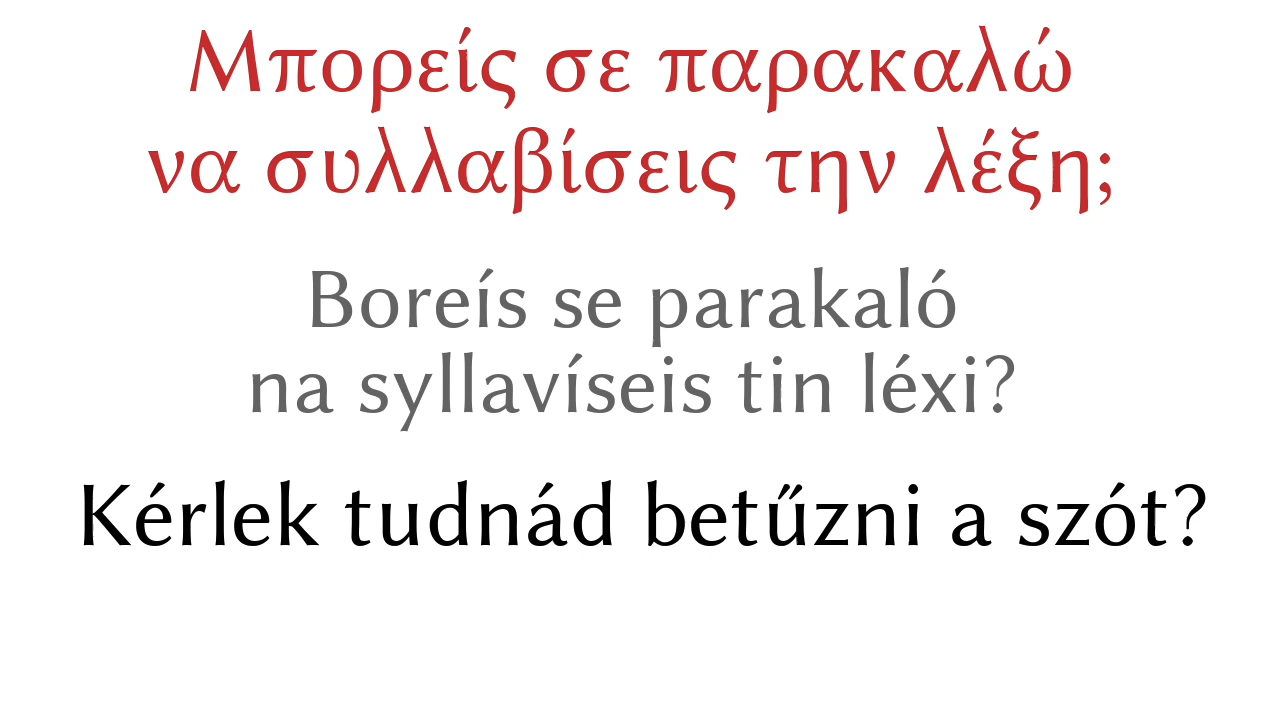 Μπορείς σε παρακαλώ
να συλλαβίσεις την λέξη;
Boreís se parakaló
na syllavíseis tin léxi?
Kérlek tudnád betűzni a szót?